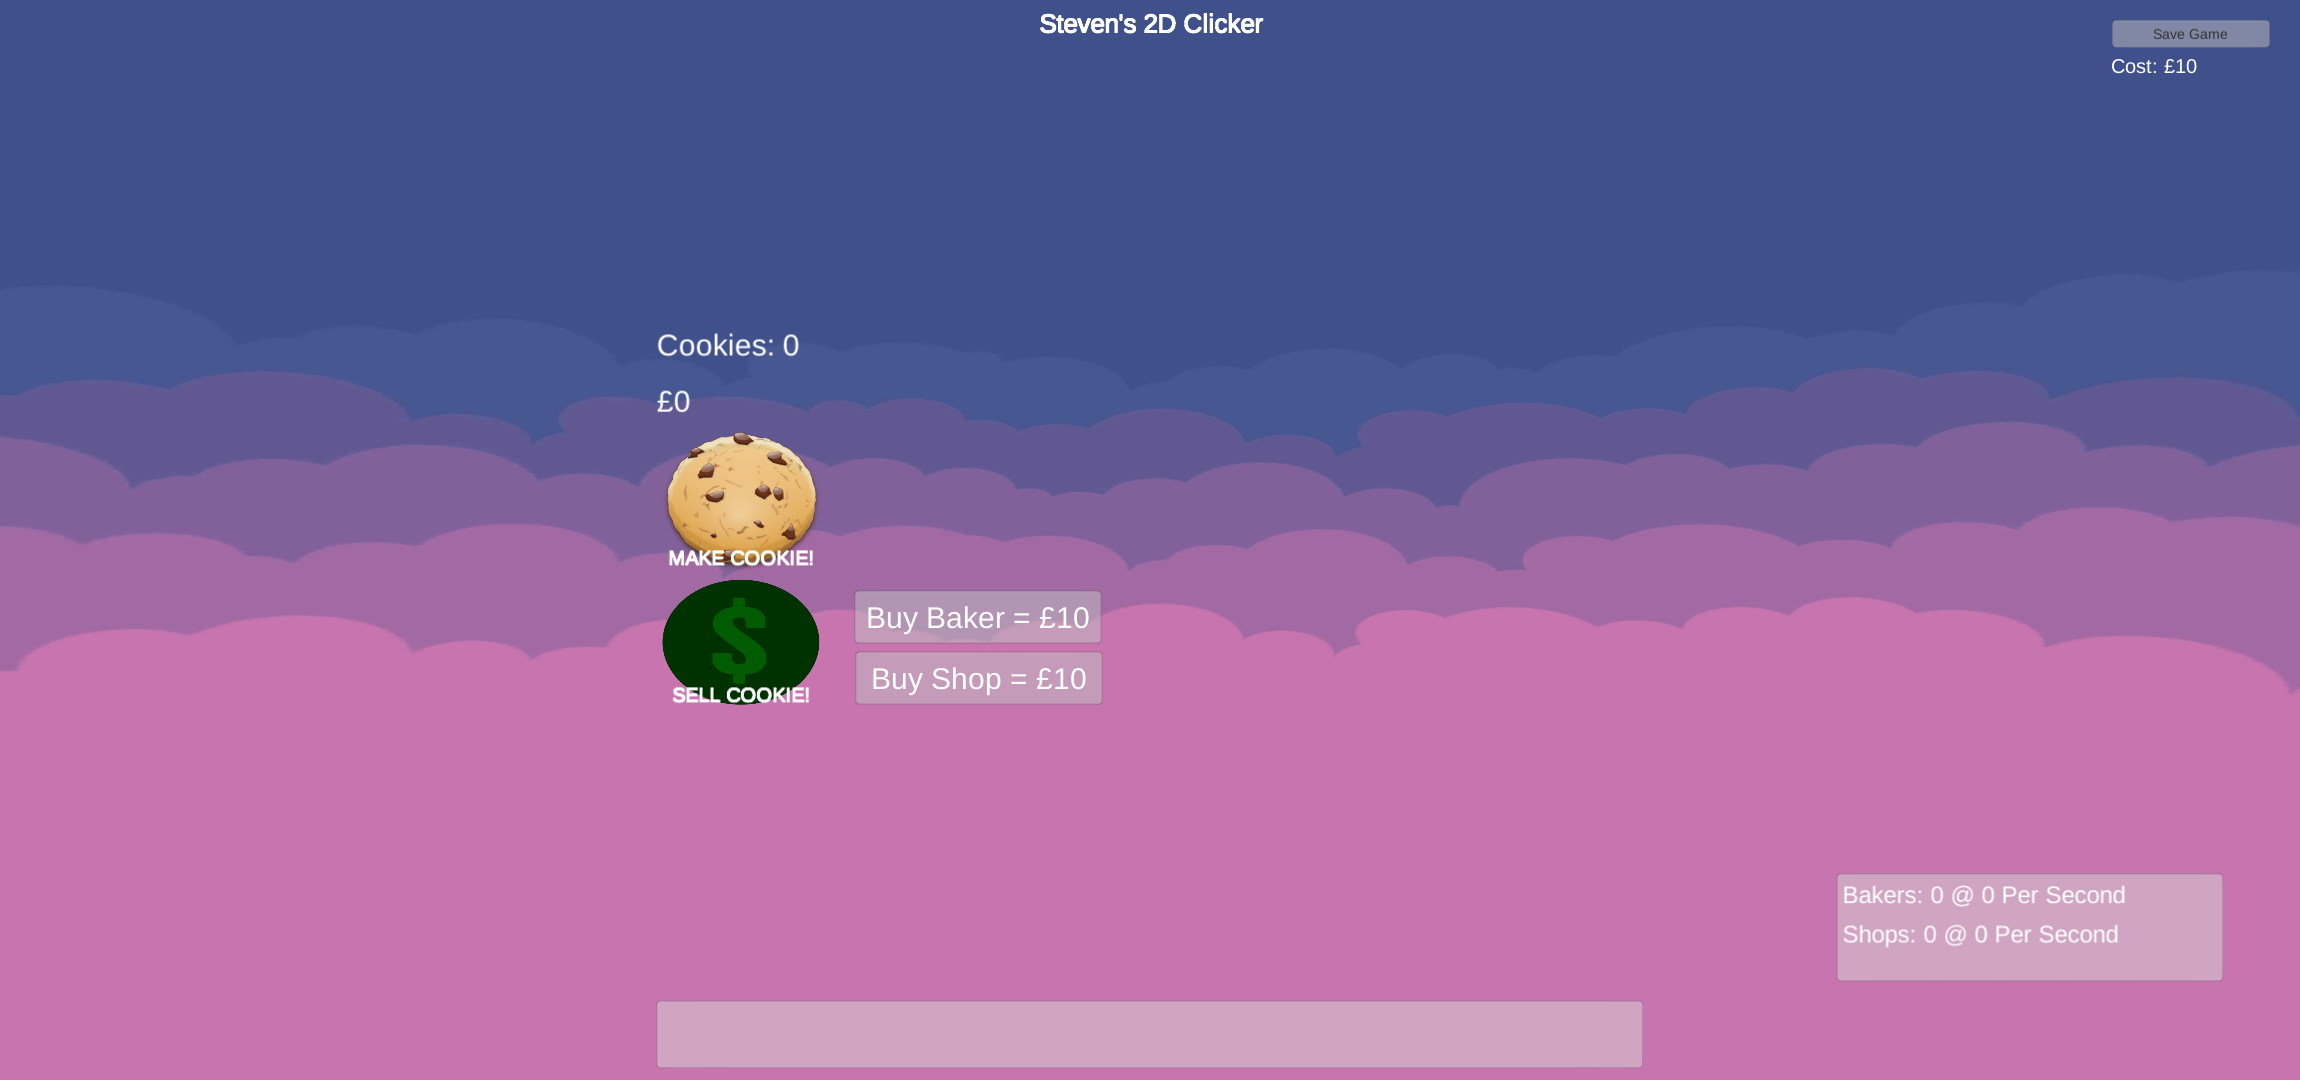 Steven's 2D Clicker
Save Game
Cost: £10
Cookies: 0
£0
MAKE COOKIE!
$
SELL COOKIE!
Buy Baker = £10
Buy Shop = £10
Bakers: 0 @ 0 Per Second
Shops: 0 @ 0 Per Second